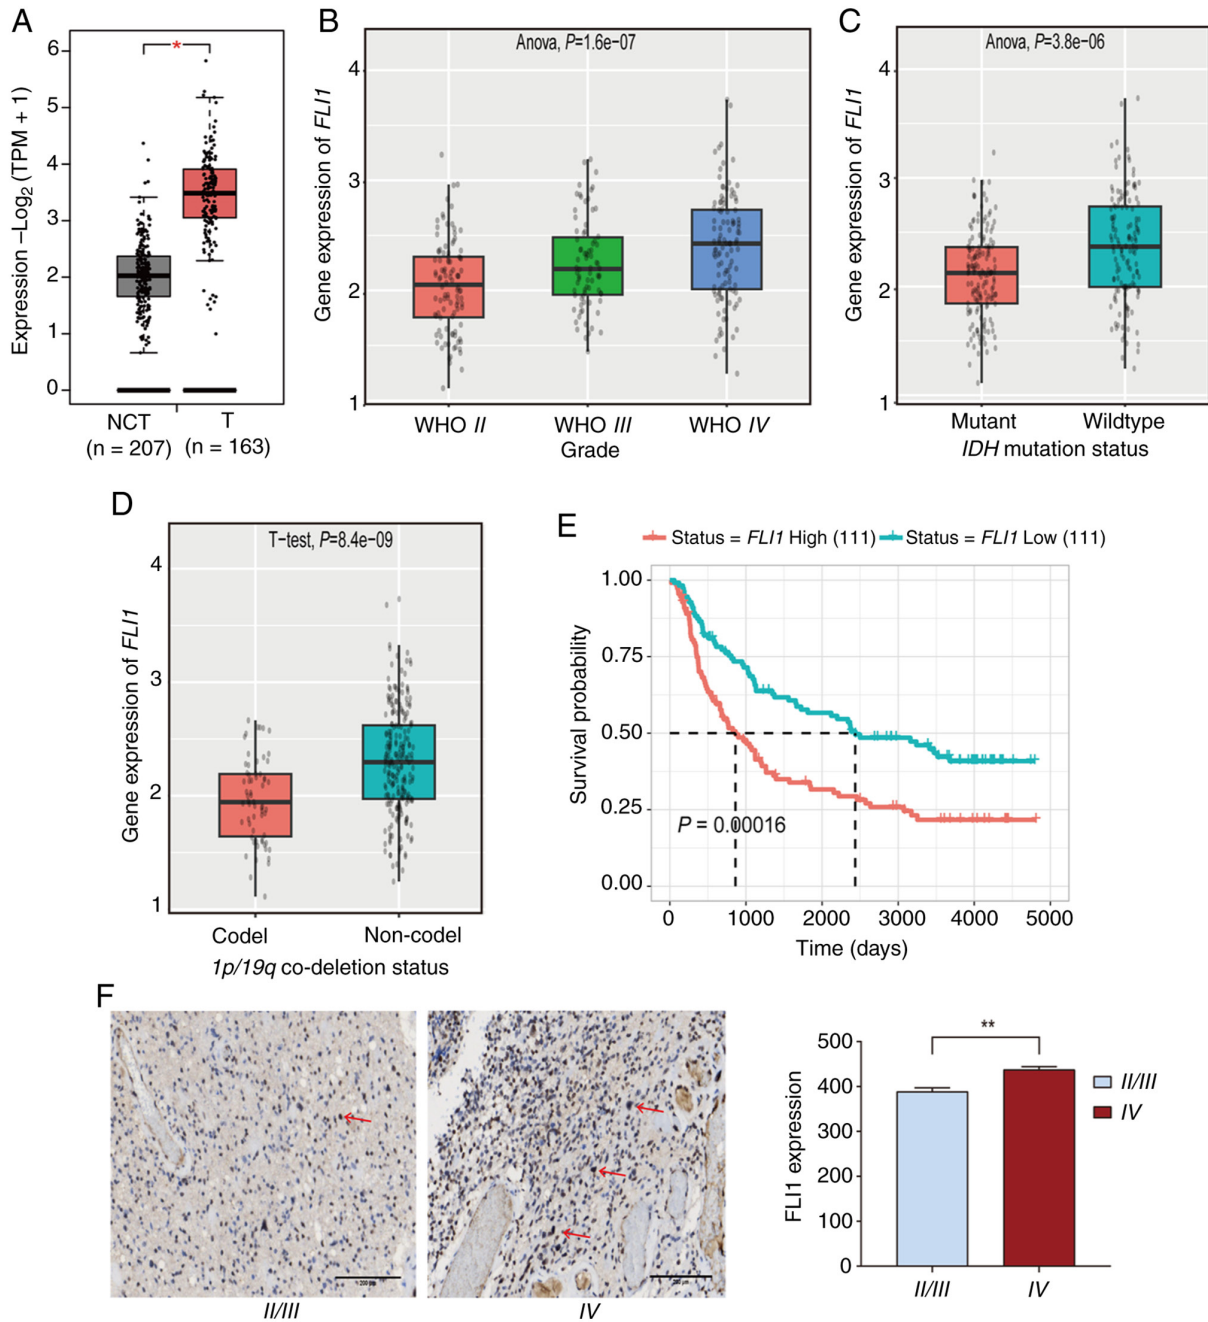 A
Expression –Log2 (TPM + 1)
6
5
4
3
2
1
0
*
NCT
(n = 207)
T
(n = 163)
B
Anova, P=1.6e−07
Gene expression of FLI1
4
3
2
1
WHO II
WHO III
WHO IV
Grade
C
Anova, P=3.8e−06
Gene expression of FLI1
4
3
2
1
Mutant
Wildtype
IDH mutation status
D
T−test, P=8.4e−09
Gene expression of FLI1
4
3
2
1
Codel
Non-codel
1p/19q co-deletion status
E
Status = FLI1 High (111)
Status = FLI1 Low (111)
Survival probability
1.00
0.75
0.50
0.25
0.00
P = 0.00016
0
1000
2000
3000
4000
5000
Time (days)
F
200 μm
200 μm
II/III
IV
FLI1 expression
500
400
300
200
100
0
**
II/III
IV
II/III
IV